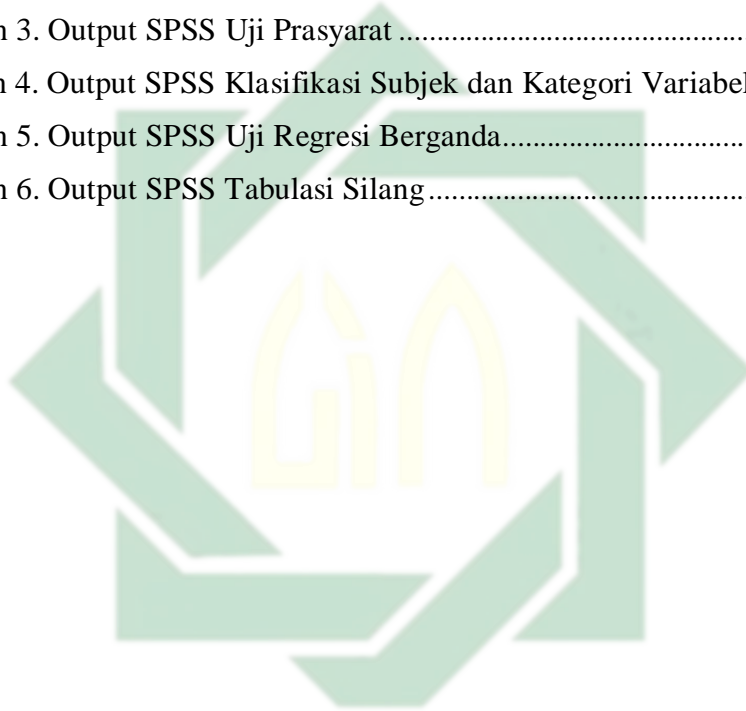 n 3. Output SPSS Uji Prasyarat ............................................
n 4. Output SPSS Klasifikasi Subjek dan Kategori Variabel
n 5. Output SPSS Uji Regresi Berganda................................
n 6. Output SPSS Tabulasi Silang..........................................